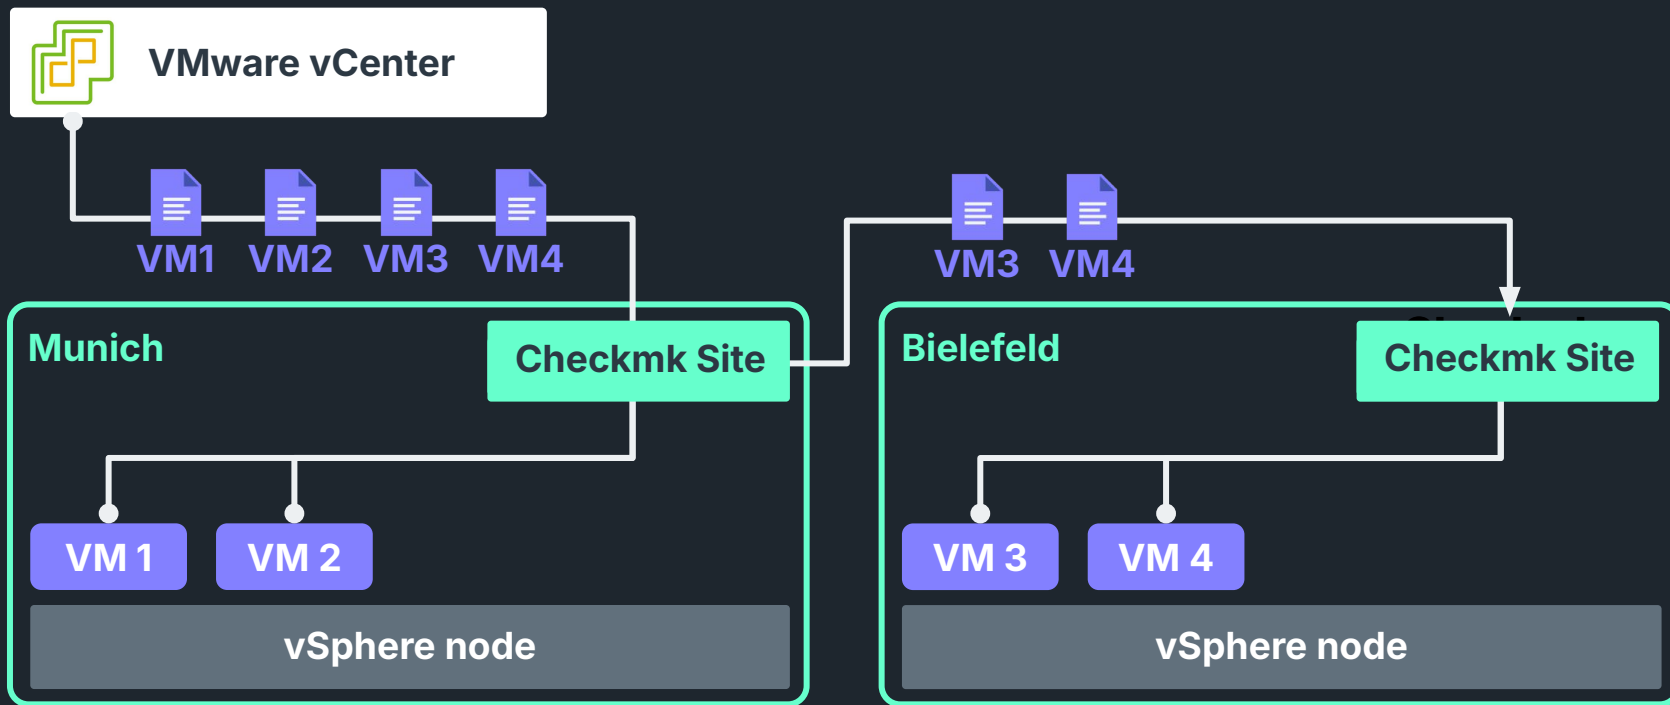 VMware vCenter
VM1 VM2 VM3 VM4
VM3 VM4
Munich
Checkmk Site
Bielefeld
Checkmk Site
VM 1
VM 2
VM 3
VM 4
vSphere node
vSphere node